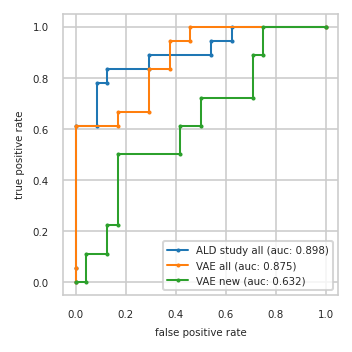 1.0
0.8
0.6
0.4
0.2
0.0
true positive rate
ALD study all (auc: 0.898)
VAE all (auc: 0.875)
VAE new (auc: 0.632)
0.0 0.2 0.4 0.6 0.8 1.0
false positive rate